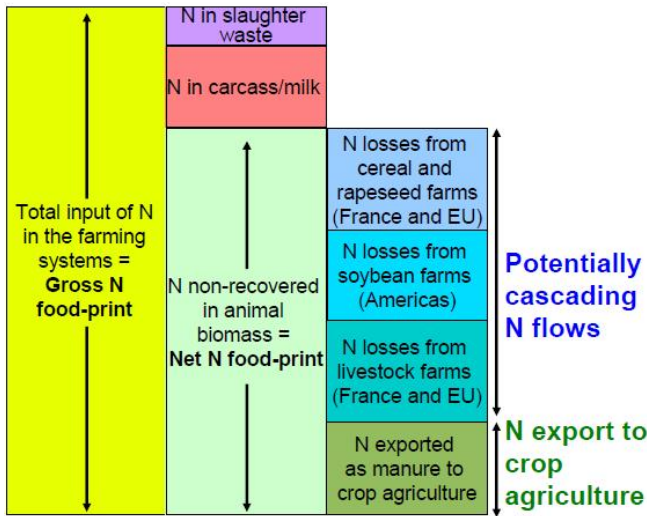 Total input of N
in the farming
systems =
Gross N
food-print
N in slaughter
waste
N in carcass/milk
N non-recovered
in animal
biomass =
Net N food-print
N losses from
cereal and
rapeseed farms
(France and EU)
N losses from
soybean farms
(Americas)
N losses from
livestock farms
(France and EU)
N exported
as manure to
crop agriculture
Potentially
cascading
N flows
N export to
crop
agriculture